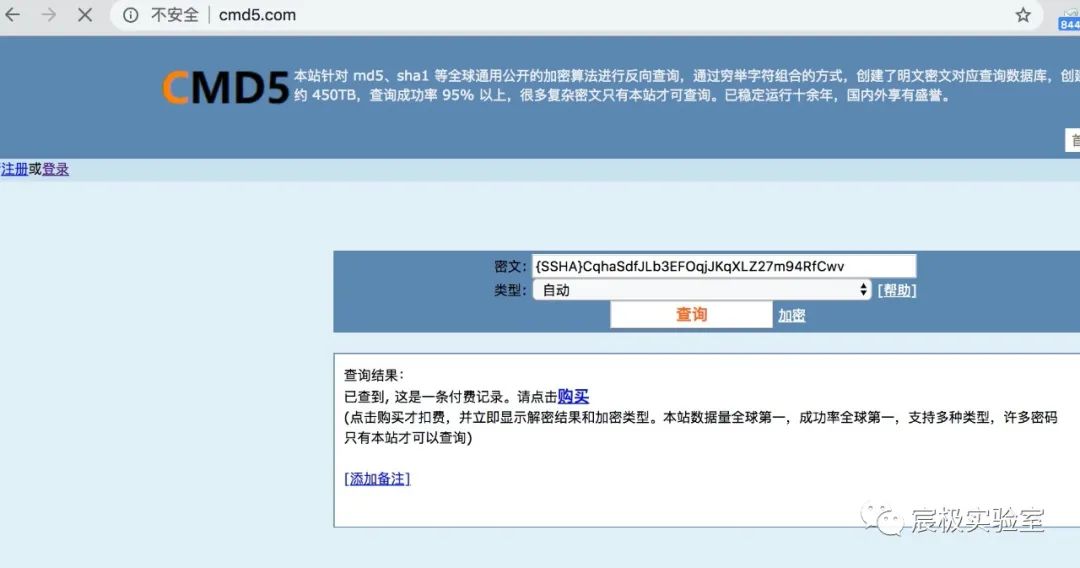 不安全 cmd5.com
844
CMD5
本站针对 md5、sha1 等全球通用公开的加密算法进行反向查询，通过穷举字符组合的方式，创建了明文密文对应查询数据库，创
约 450TB，查询成功率 95% 以上，很多复杂密文只有本站才可查询。已稳定运行十余年，国内外享有盛誉。
首
注册或登录
密文： {SSHA}CqhaSdfJLb3EFOqjJKqXLZ27m94RfCwv
类型： 自动 [帮助]
查询 加密
查询结果：
已查到, 这是一条付费记录。请点击购买
(点击购买才扣费，并立即显示解密结果和加密类型。本站数据量全球第一，成功率全球第一，支持多种类型，许多密码
只有本站才可以查询)
[添加备注]
宸极实验室